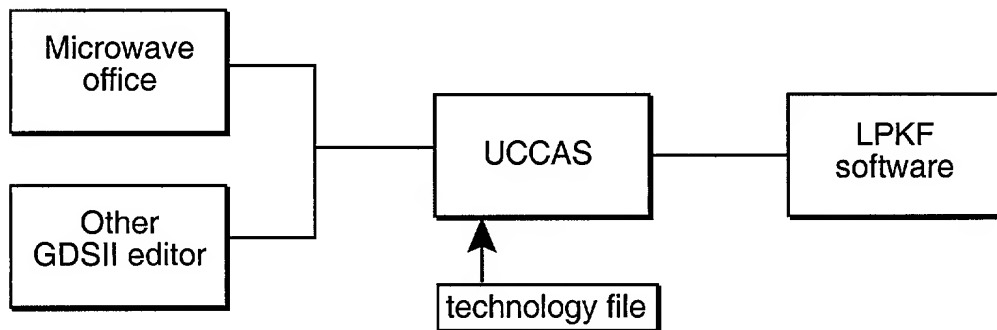 Microwave
office
Other
GDSII editor
UCCAS
technology file
LPKF
software